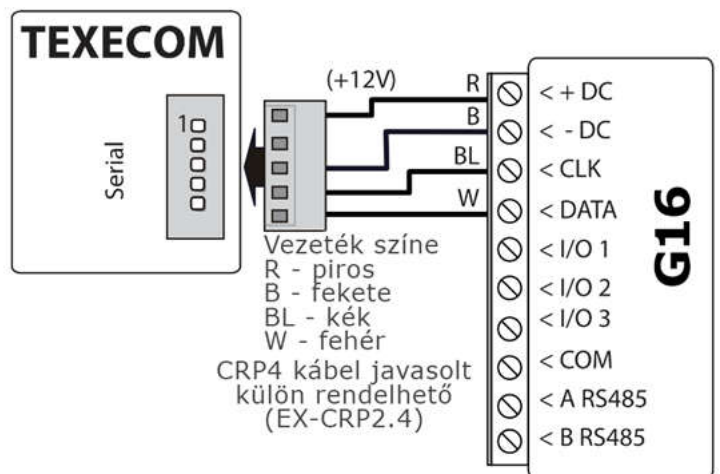 TEXECOM
1
Serial
(+12V)
R
B
BL
W
Vezeték színe
R - piros
B - fekete
BL - kék
W - fehér
CRP4 kábel javasolt
külön rendelhető
(EX-CRP2.4)
< + DC
< - DC
< CLK
< DATA
< I/O 1
< I/O 2
< I/O 3
< COM
< A RS485
< B RS485
G16